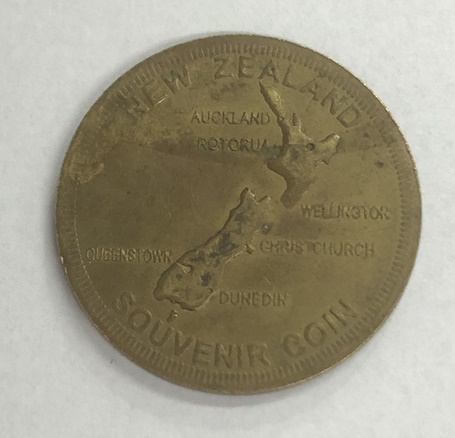 NEW ZEALAND
AUCKLAND
ROTORUA
WELLINGTON
CHRISTCHURCH
QUEENSTOWN
DUNEDIN
SOUVENIR COIN